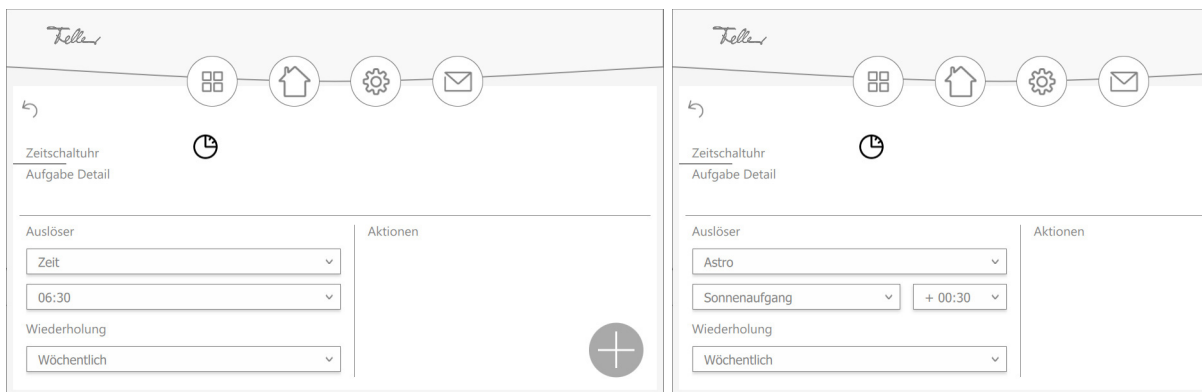 Feller
Zeitschaltuhr
Aufgabe Detail
Auslöser
Aktionen
Zeit
06:30
Wiederholung
Wöchentlich
Feller
Zeitschaltuhr
Aufgabe Detail
Auslöser
Aktionen
Astro
Sonnenaufgang
+ 00:30
Wiederholung
Wöchentlich